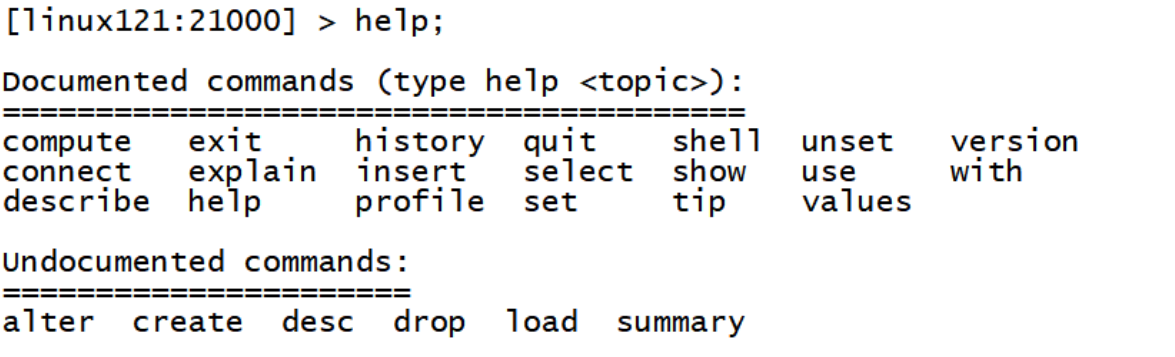 [linux121:21000] > help;
Documented commands (type help <topic>):
========================================
compute   exit      history  quit    shell  unset   version
connect   explain   insert   select  show   use     with
describe  help      profile  set     tip    values
Undocumented commands:
======================
alter  create  desc  drop  load  summary